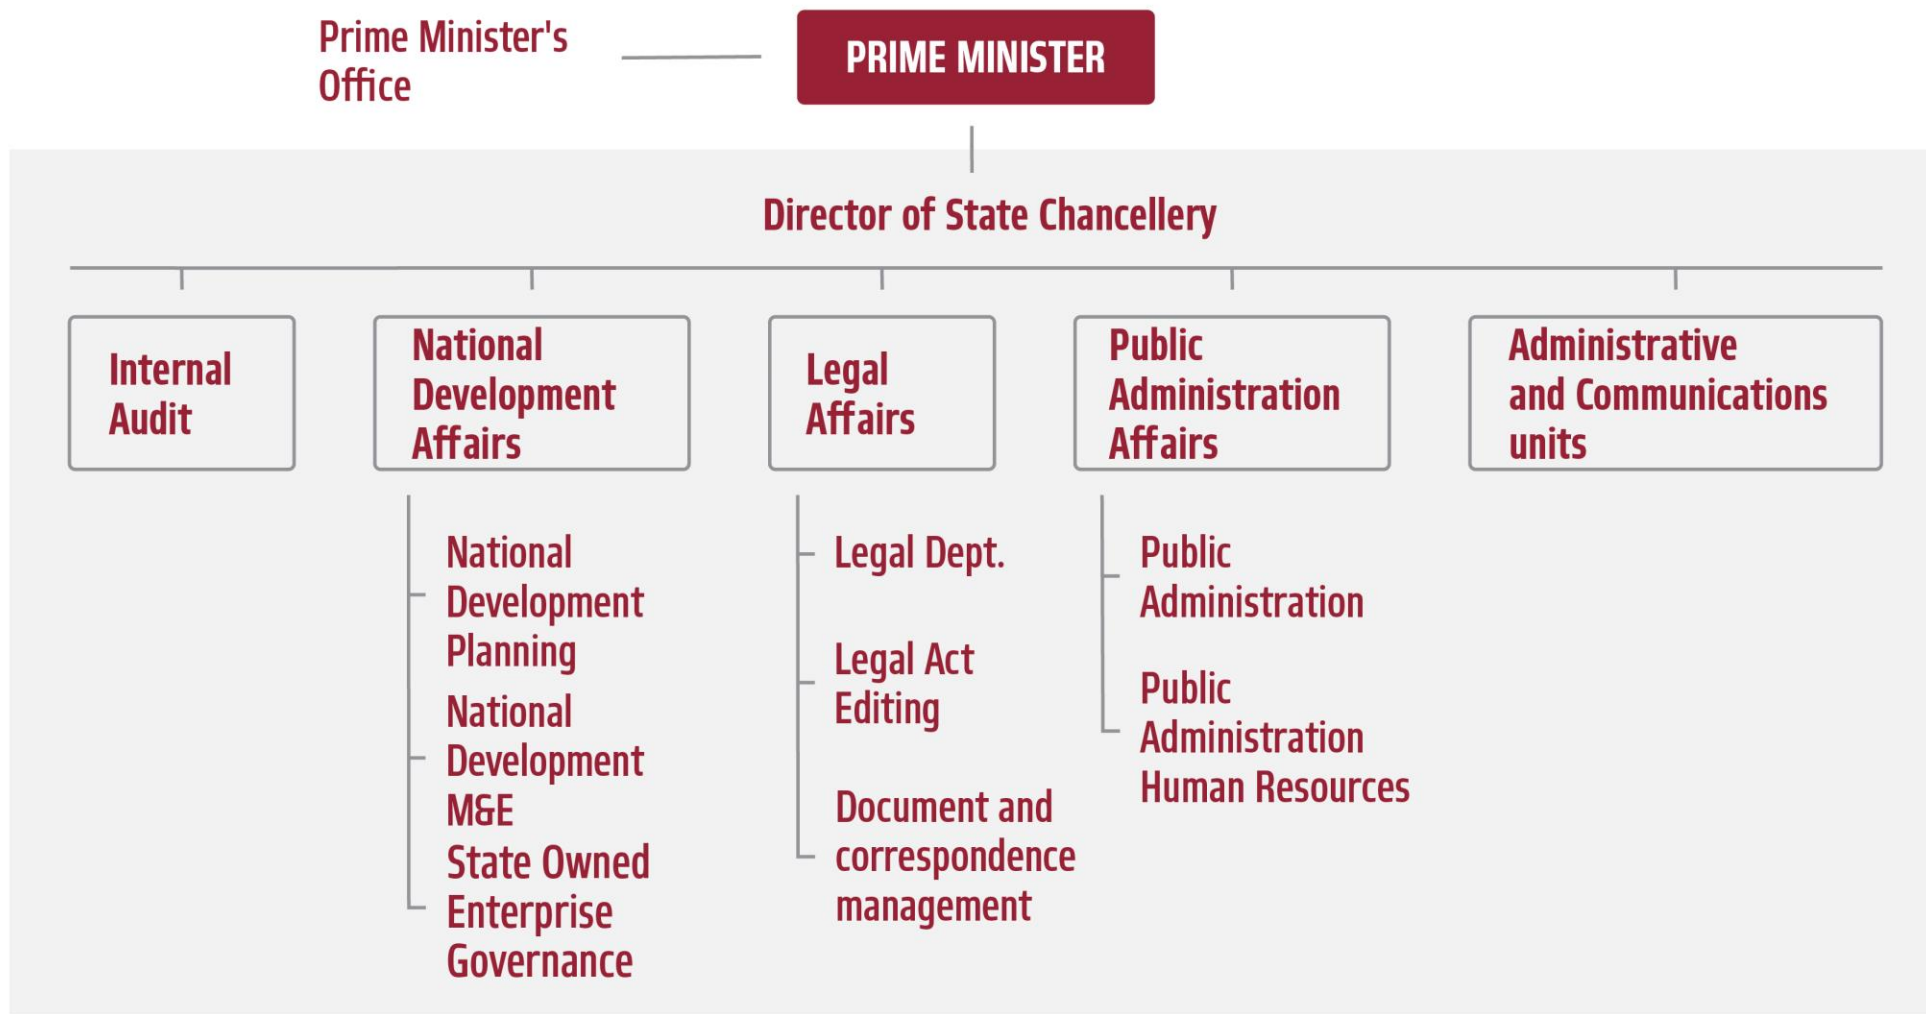 Prime Minister's
Office
PRIME MINISTER
Director of State Chancellery
Internal
Audit
National
Development
Affairs
Legal
Affairs
Public
Administration
Affairs
Administrative
and Communications
units
National
Development
Planning
National
Development
M&E
State Owned
Enterprise
Governance
Legal Dept.
Legal Act
Editing
Document and
correspondence
management
Public
Administration
Public
Administration
Human Resources